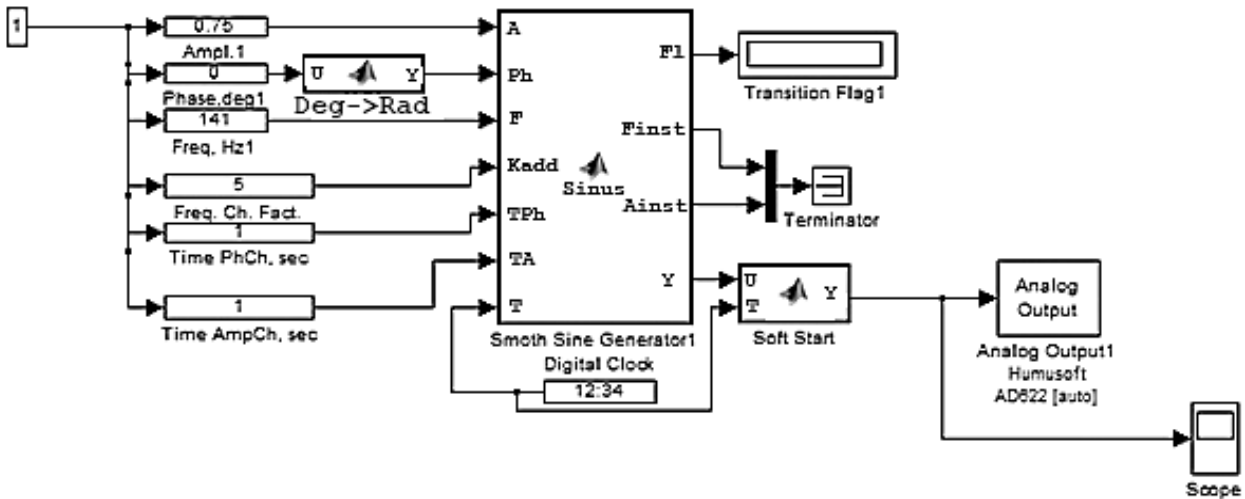 1
0.75
Ampl.1
0
Phase,deg1
141
Freq, Hz1
5
Freq. Ch. Fact.
1
Time PhCh, sec
1
Time AmpCh, sec
U Y
Deg->Rad
A
Ph
F
Kadd
TPh
TA
T
Sinus
Fl
Finst
Ainst
Y
Smoth Sine Generator1
Digital Clock
12:34
Transition Flag1
Terminator
U Y
T
Soft Start
Analog
Output
Analog Output1
Humusoft
AD622 [auto]
Scope